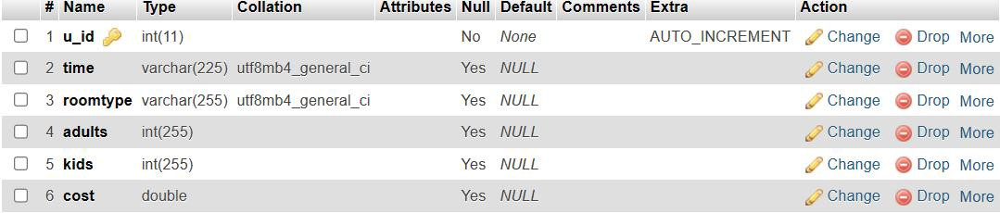 # Name Type Collation Attributes Null Default Comments Extra Action
1 u_id int(11) No None AUTO_INCREMENT Change Drop More
2 time varchar(225) utf8mb4_general_ci Yes NULL Change Drop More
3 roomtype varchar(255) utf8mb4_general_ci Yes NULL Change Drop More
4 adults int(255) Yes NULL Change Drop More
5 kids int(255) Yes NULL Change Drop More
6 cost double Yes NULL Change Drop More